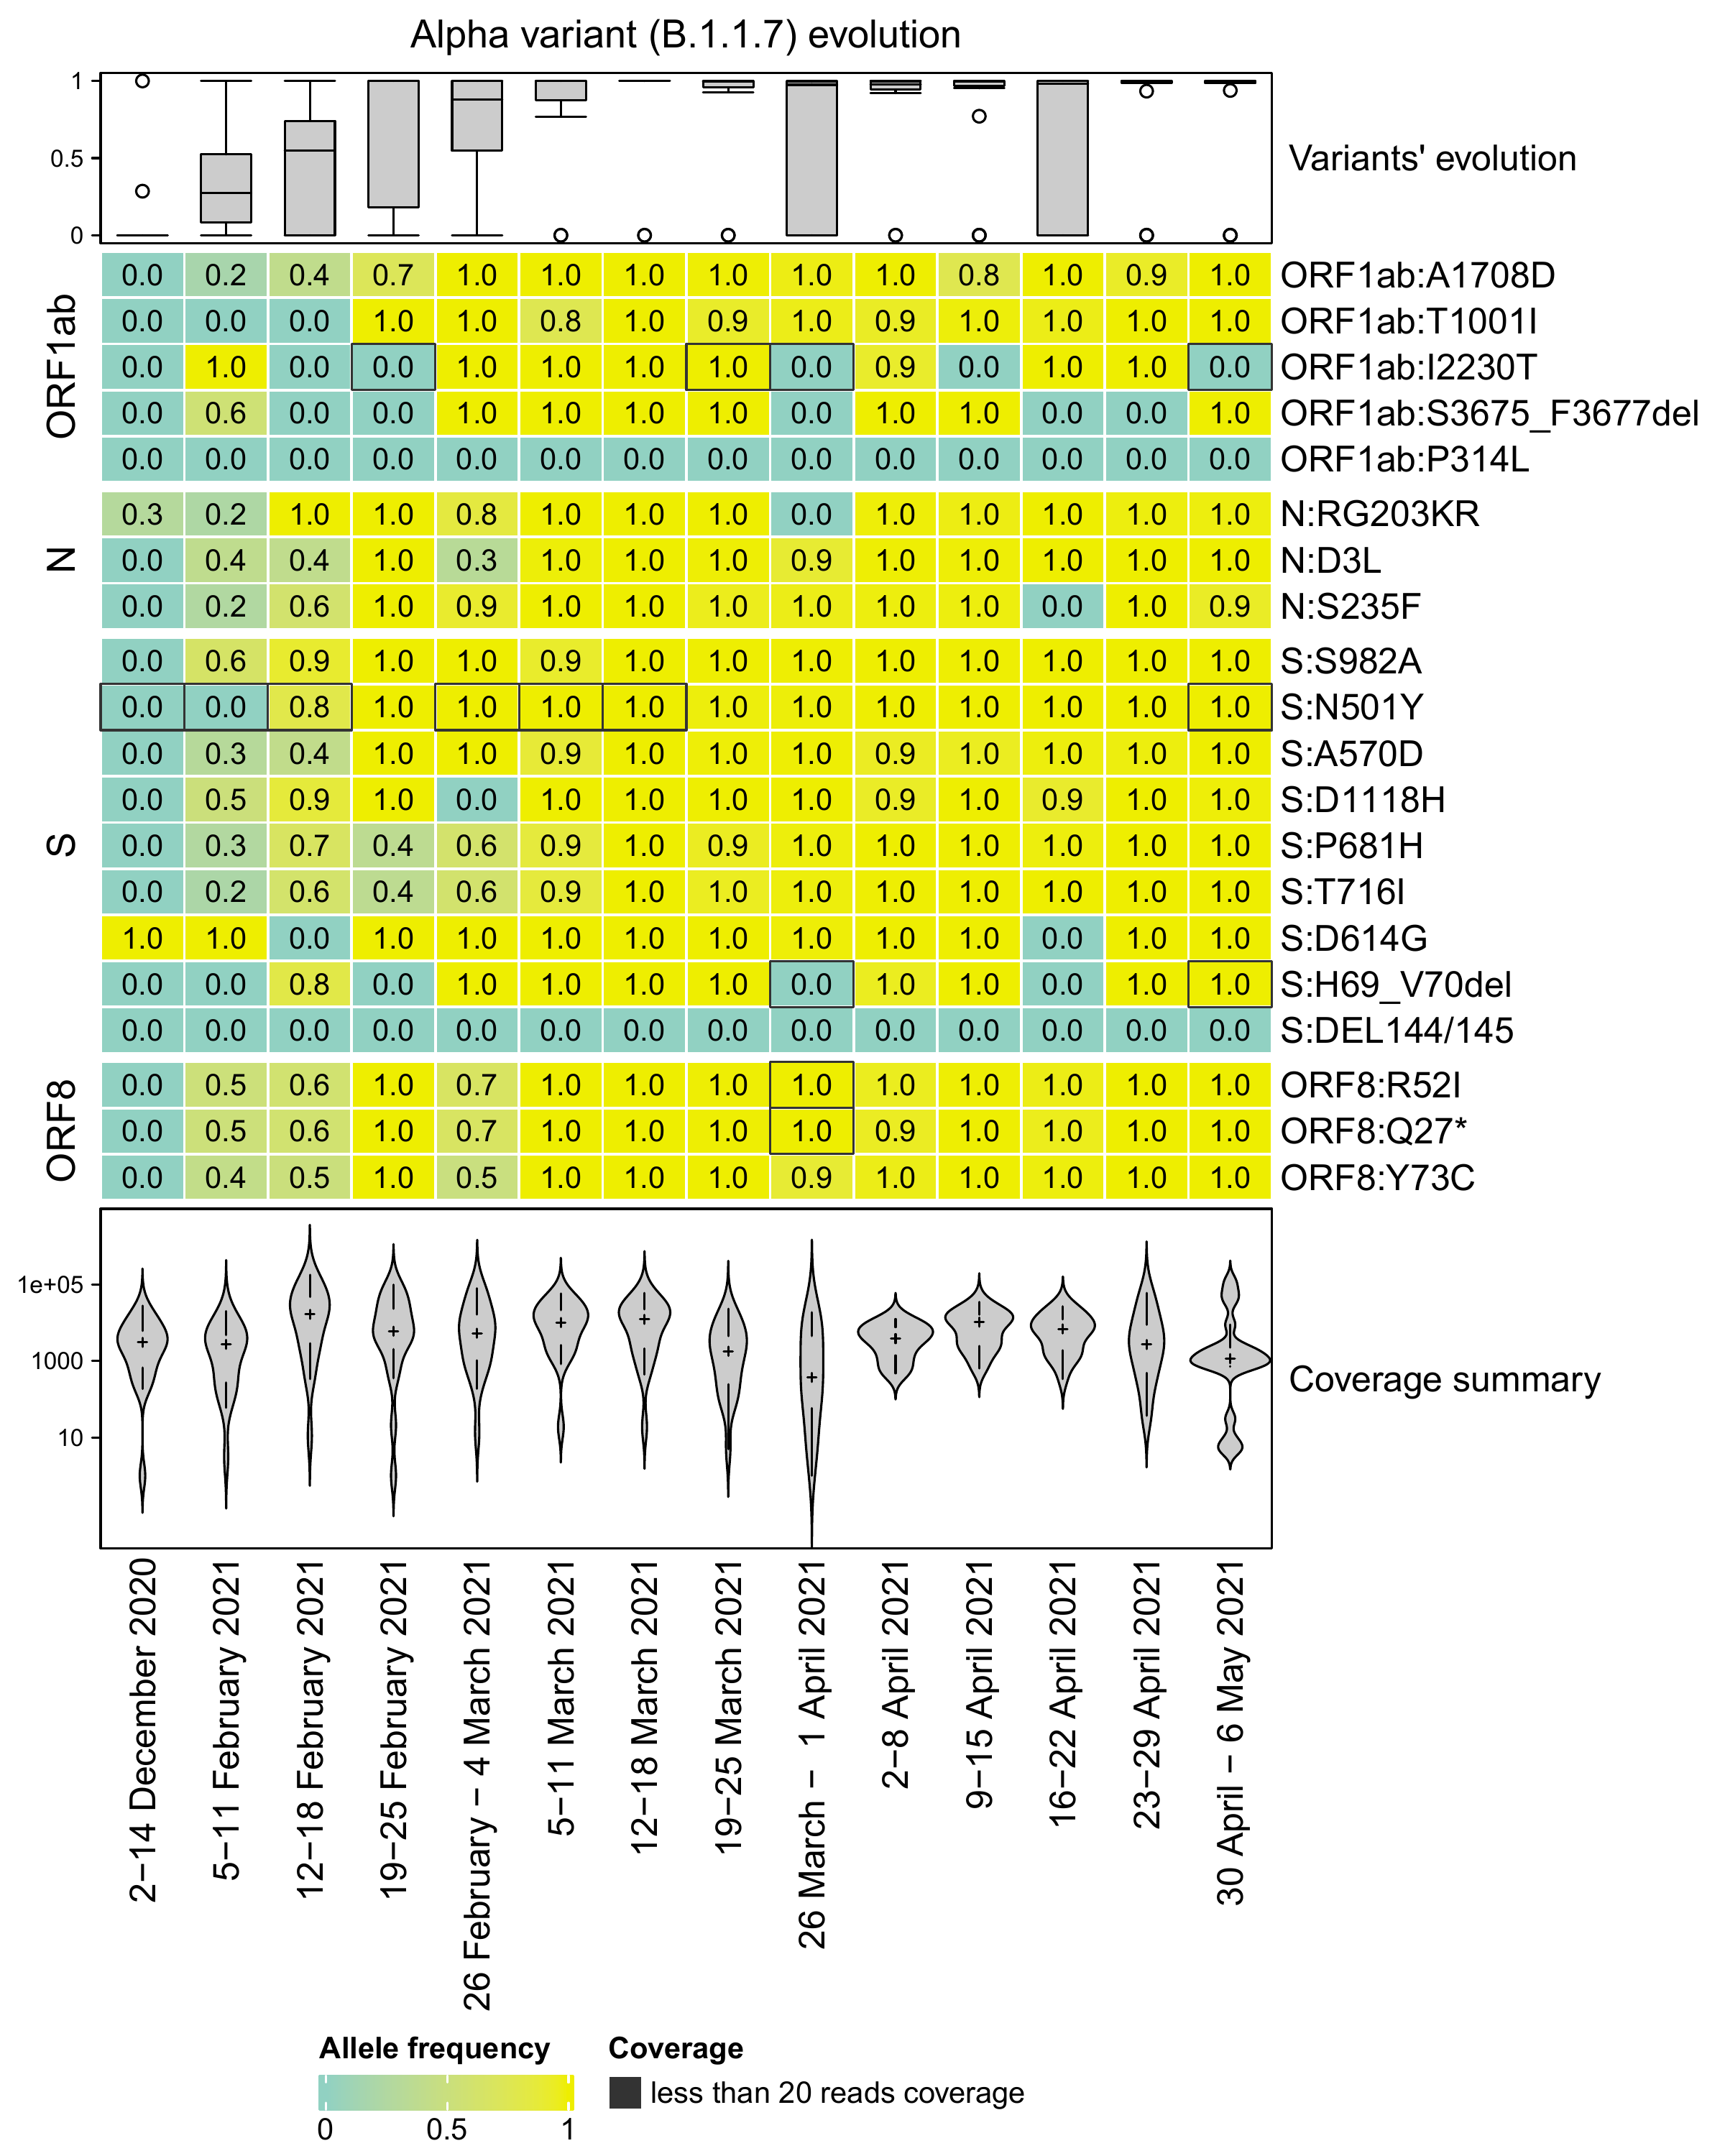 Alpha variant (B.1.1.7) evolution
1
0.5
0
Variants' evolution
ORF1ab
0.0 0.2 0.4 0.7 1.0 1.0 1.0 1.0 1.0 1.0 0.8 1.0 0.9 1.0 ORF1ab:A1708D
0.0 0.0 0.0 1.0 1.0 0.8 1.0 0.9 1.0 0.9 1.0 1.0 1.0 1.0 ORF1ab:T1001I
0.0 1.0 0.0 0.0 1.0 1.0 1.0 1.0 0.0 0.9 0.0 1.0 1.0 0.0 ORF1ab:I2230T
0.0 0.6 0.0 0.0 1.0 1.0 1.0 1.0 0.0 1.0 1.0 0.0 0.0 1.0 ORF1ab:S3675_F3677del
0.0 0.0 0.0 0.0 0.0 0.0 0.0 0.0 0.0 0.0 0.0 0.0 0.0 0.0 ORF1ab:P314L
N
0.3 0.2 1.0 1.0 0.8 1.0 1.0 1.0 0.0 1.0 1.0 1.0 1.0 1.0 N:RG203KR
0.0 0.4 0.4 1.0 0.3 1.0 1.0 1.0 0.9 1.0 1.0 1.0 1.0 1.0 N:D3L
0.0 0.2 0.6 1.0 0.9 1.0 1.0 1.0 1.0 1.0 1.0 0.0 1.0 0.9 N:S235F
S
0.0 0.6 0.9 1.0 1.0 0.9 1.0 1.0 1.0 1.0 1.0 1.0 1.0 1.0 S:S982A
0.0 0.0 0.8 1.0 1.0 1.0 1.0 1.0 1.0 1.0 1.0 1.0 1.0 1.0 S:N501Y
0.0 0.3 0.4 1.0 1.0 0.9 1.0 1.0 1.0 0.9 1.0 1.0 1.0 1.0 S:A570D
0.0 0.5 0.9 1.0 0.0 1.0 1.0 1.0 1.0 0.9 1.0 0.9 1.0 1.0 S:D1118H
0.0 0.3 0.7 0.4 0.6 0.9 1.0 0.9 1.0 1.0 1.0 1.0 1.0 1.0 S:P681H
0.0 0.2 0.6 0.4 0.6 0.9 1.0 1.0 1.0 1.0 1.0 1.0 1.0 1.0 S:T716I
1.0 1.0 0.0 1.0 1.0 1.0 1.0 1.0 1.0 1.0 1.0 0.0 1.0 1.0 S:D614G
0.0 0.0 0.8 0.0 1.0 1.0 1.0 1.0 0.0 1.0 1.0 0.0 1.0 1.0 S:H69_V70del
0.0 0.0 0.0 0.0 0.0 0.0 0.0 0.0 0.0 0.0 0.0 0.0 0.0 0.0 S:DEL144/145
ORF8
0.0 0.5 0.6 1.0 0.7 1.0 1.0 1.0 1.0 1.0 1.0 1.0 1.0 1.0 ORF8:R52I
0.0 0.5 0.6 1.0 0.7 1.0 1.0 1.0 1.0 0.9 1.0 1.0 1.0 1.0 ORF8:Q27*
0.0 0.4 0.5 1.0 0.5 1.0 1.0 1.0 0.9 1.0 1.0 1.0 1.0 1.0 ORF8:Y73C
1e+05
1000
10
Coverage summary
2−14 December 2020
5−11 February 2021
12−18 February 2021
19−25 February 2021
26 February − 4 March 2021
5−11 March 2021
12−18 March 2021
19−25 March 2021
26 March − 1 April 2021
2−8 April 2021
9−15 April 2021
16−22 April 2021
23−29 April 2021
30 April − 6 May 2021
Allele frequency
0 0.5 1
Coverage
less than 20 reads coverage